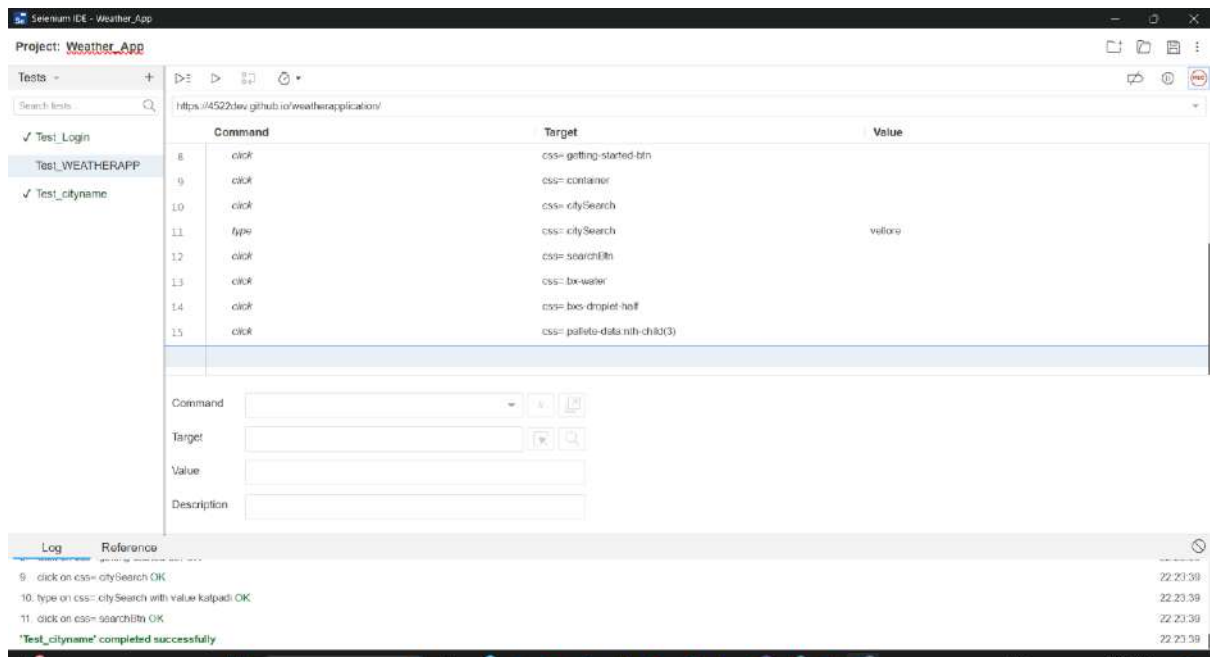 Selenium IDE - Weather_App
Project: Weather_App
Tests
Search tests...
https://4522dev.github.io/weatherapplication/
Command Target Value
✓ Test_Login
Test_WEATHERAPP
✓ Test_cityname
8 click css=.getting-started-btn
9 click css=.container
10 click css=.citySearch
11 type css=.citySearch vellore
12 click css=.searchBtn
13 click css=.bx-water
14 click css=.bxs-droplet-half
15 click css=.pallete-data:nth-child(3)
Command
Target
Value
Description
Log Reference
9. click on css=.citySearch OK 22:23:39
10. type on css=.citySearch with value katpadi OK 22:23:39
11. click on css=.searchBtn OK 22:23:39
'Test_cityname' completed successfully 22:23:39